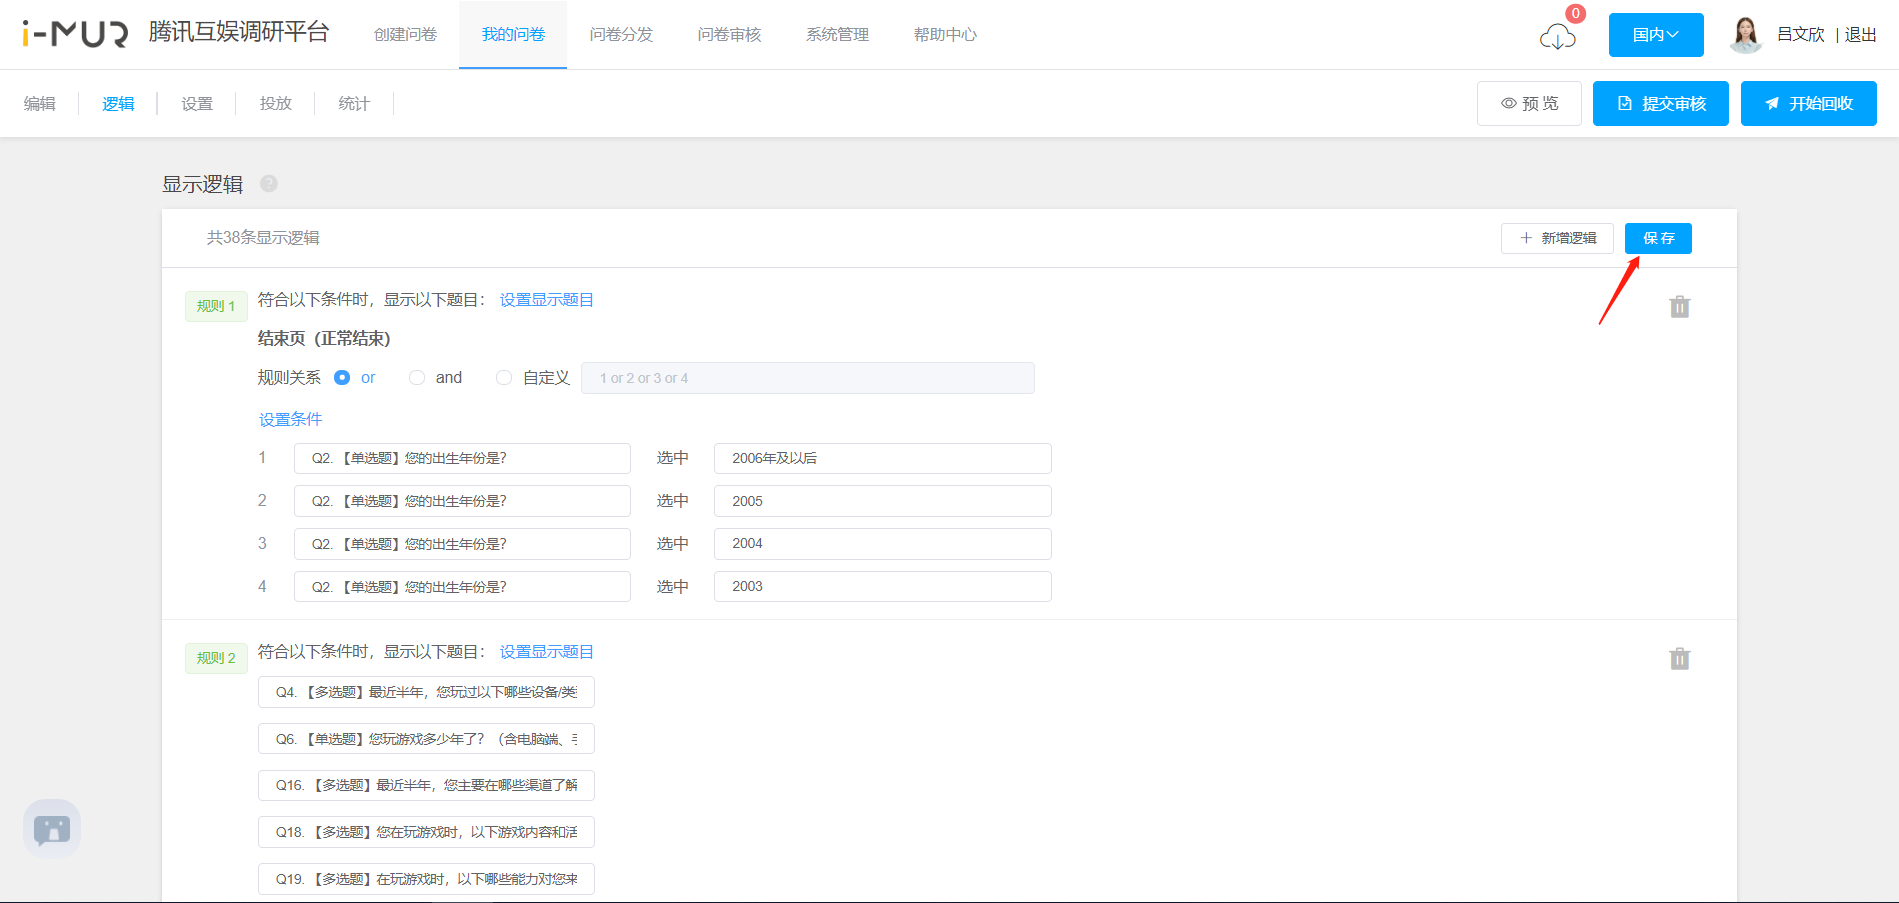 i-MUR 腾讯互娱调研平台 创建问卷 我的问卷 问卷分发 问卷审核 系统管理 帮助中心 0 国内 吕文欣 | 退出
编辑 逻辑 设置 投放 统计 预 览 提交审核 开始回收
显示逻辑 ?
共38条显示逻辑 + 新增逻辑 保 存
规则 1 符合以下条件时，显示以下题目： 设置显示题目
结束页（正常结束）
规则关系 or and 自定义 1 or 2 or 3 or 4
设置条件
1 Q2. 【单选题】您的出生年份是? 选中 2006年及以后
2 Q2. 【单选题】您的出生年份是? 选中 2005
3 Q2. 【单选题】您的出生年份是? 选中 2004
4 Q2. 【单选题】您的出生年份是? 选中 2003
规则 2 符合以下条件时，显示以下题目： 设置显示题目
Q4. 【多选题】最近半年，您玩过以下哪些设备/类
Q6. 【单选题】您玩游戏多少年了？（含电脑端、手
Q16. 【多选题】最近半年，您主要在哪些渠道了解
Q18. 【多选题】您在玩游戏时，以下游戏内容和活
Q19. 【多选题】在玩游戏时，以下哪些能力对您来